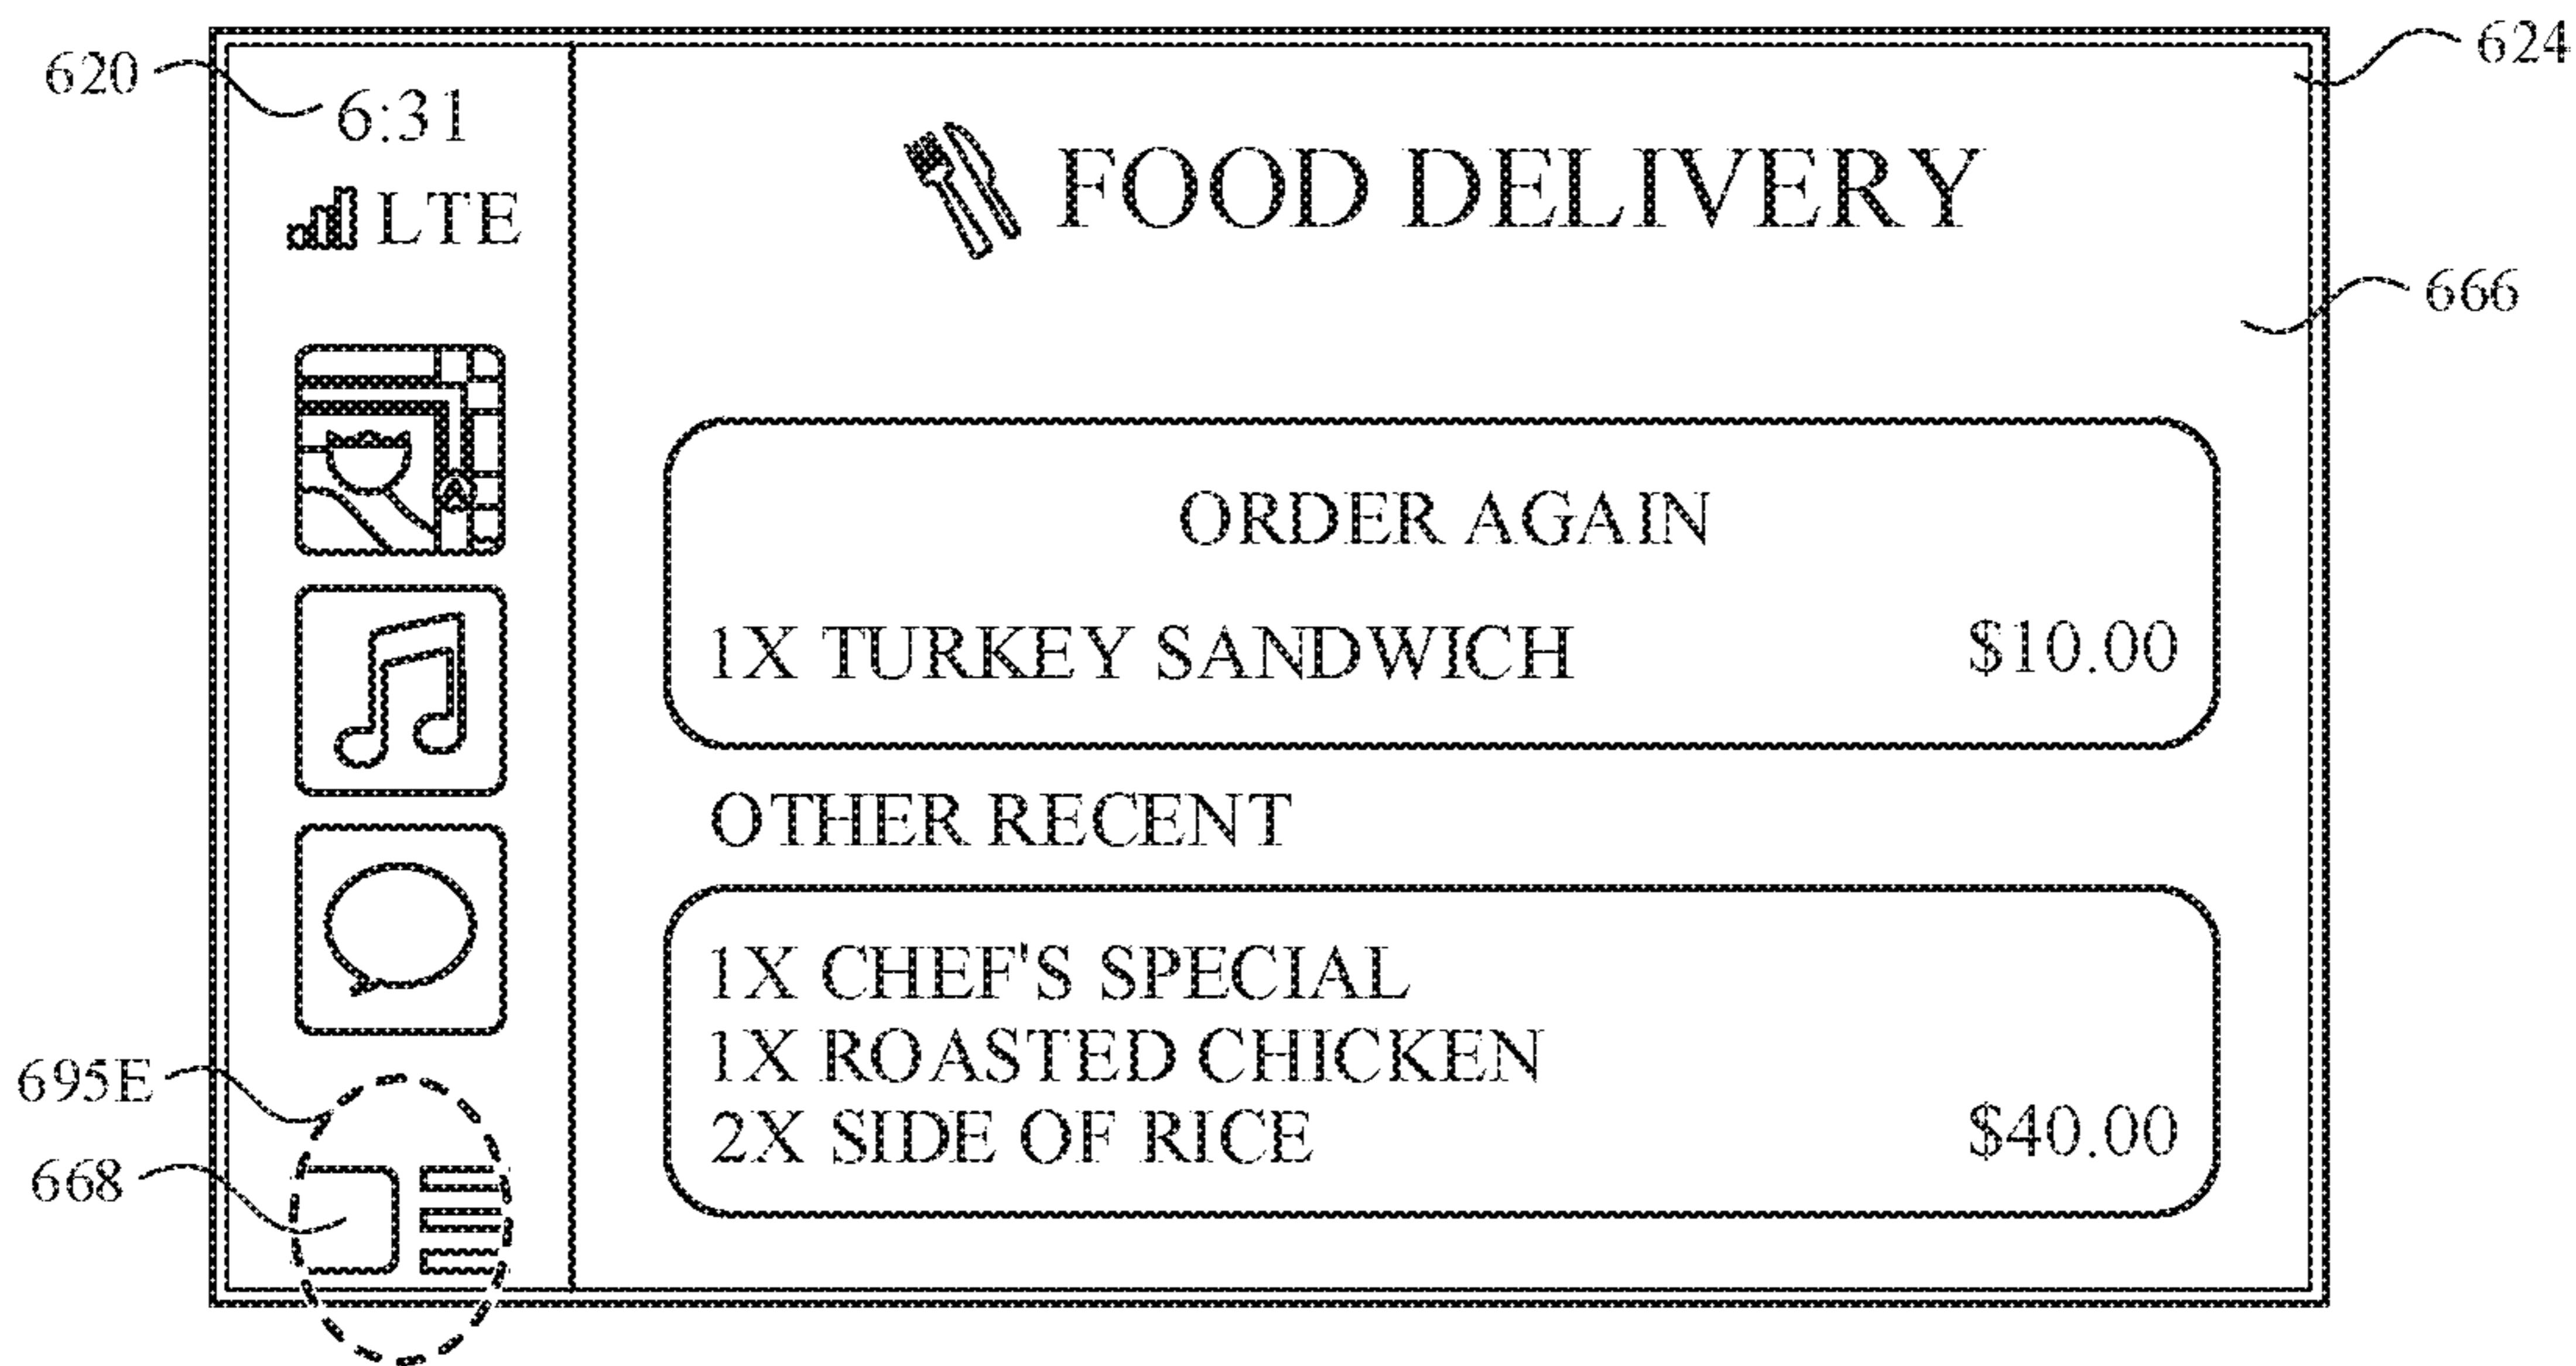 620
624
6:31
LTE
FOOD DELIVERY
666
ORDER AGAIN
1X TURKEY SANDWICH $10.00
OTHER RECENT
1X CHEF'S SPECIAL
1X ROASTED CHICKEN
2X SIDE OF RICE $40.00
695E
668